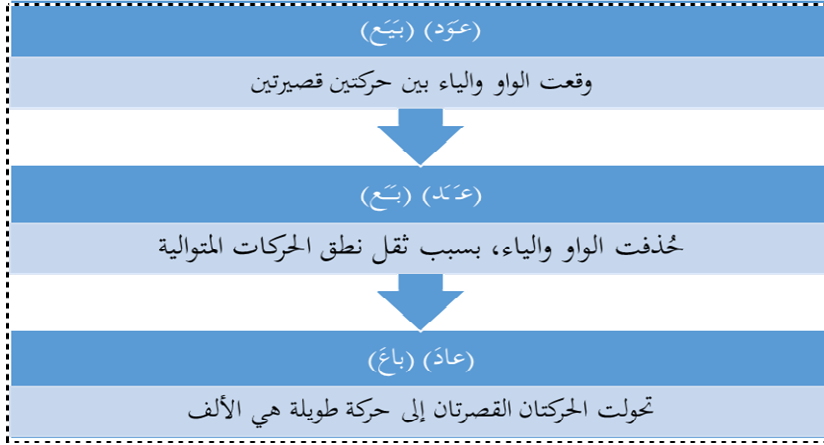 (عَوَد) (بَيَع)
وقعت الواو والياء بين حركتين قصيرتين
(عَـَد) (بَـَع)
حُذفت الواو والياء، بسبب ثقل نطق الحركات المتوالية
(عادَ) (باعَ)
تحولت الحركتان القصرتان إلى حركة طويلة هي الألف